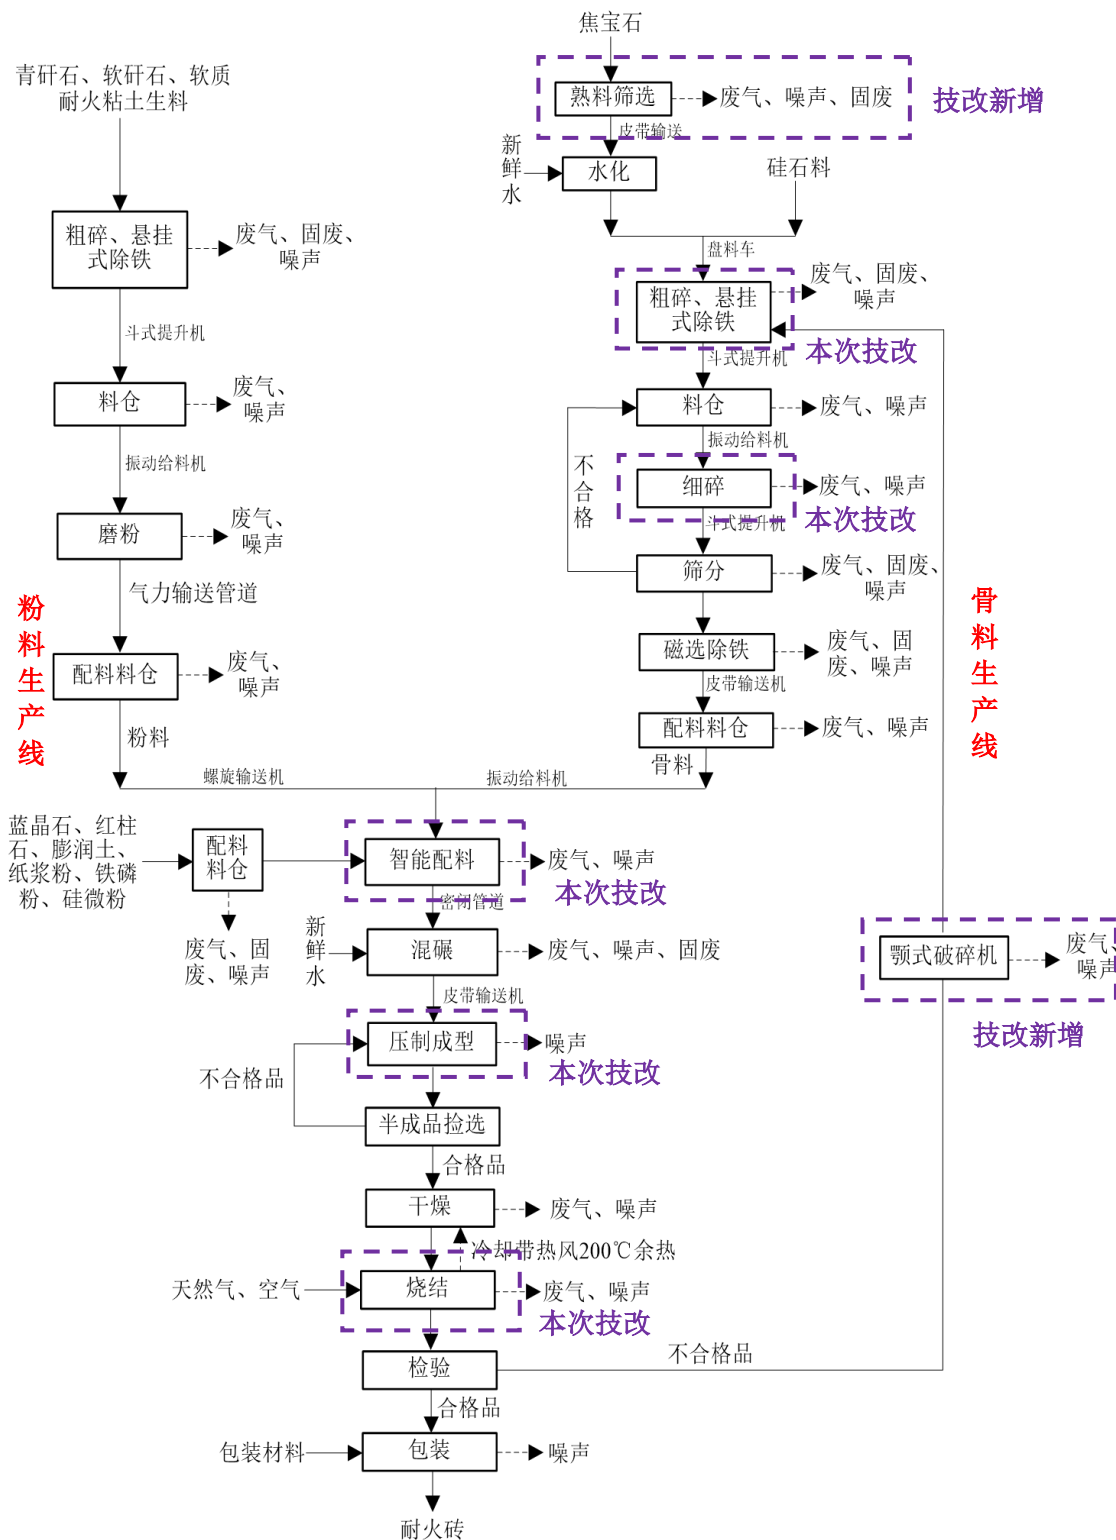 焦宝石
青矸石、软矸石、软质
耐火粘土生料
熟料筛选
废气、噪声、固废
技改新增
皮带输送
新
鲜
水
水化
硅石料
粗碎、悬挂
式除铁
废气、固废、
噪声
盘料车
粗碎、悬挂
式除铁
废气、固废、
噪声
本次技改
斗式提升机
斗式提升机
料仓
废气、
噪声
料仓
废气、噪声
振动给料机
振动给料机
不
合
格
细碎
废气、噪声
本次技改
斗式提升机
磨粉
废气、
噪声
筛分
废气、固废、
噪声
气力输送管道
粉
料
生
产
线
骨
料
生
产
线
配料料仓
废气、
噪声
磁选除铁
废气、固
废、噪声
皮带输送机
配料料仓
废气、噪声
粉料
骨料
螺旋输送机
振动给料机
蓝晶石、红柱
石、膨润土、
纸浆粉、铁磷
粉、硅微粉
配料
料仓
废气、固
废、噪声
智能配料
废气、噪声
本次技改
密闭管道
新
鲜
水
混碾
废气、噪声、固废
颚式破碎机
废气、
噪声
技改新增
皮带输送机
压制成型
噪声
本次技改
不合格品
半成品捡选
合格品
干燥
废气、噪声
冷却带热风200℃余热
天然气、空气
烧结
废气、噪声
本次技改
检验
不合格品
合格品
包装材料
包装
噪声
耐火砖